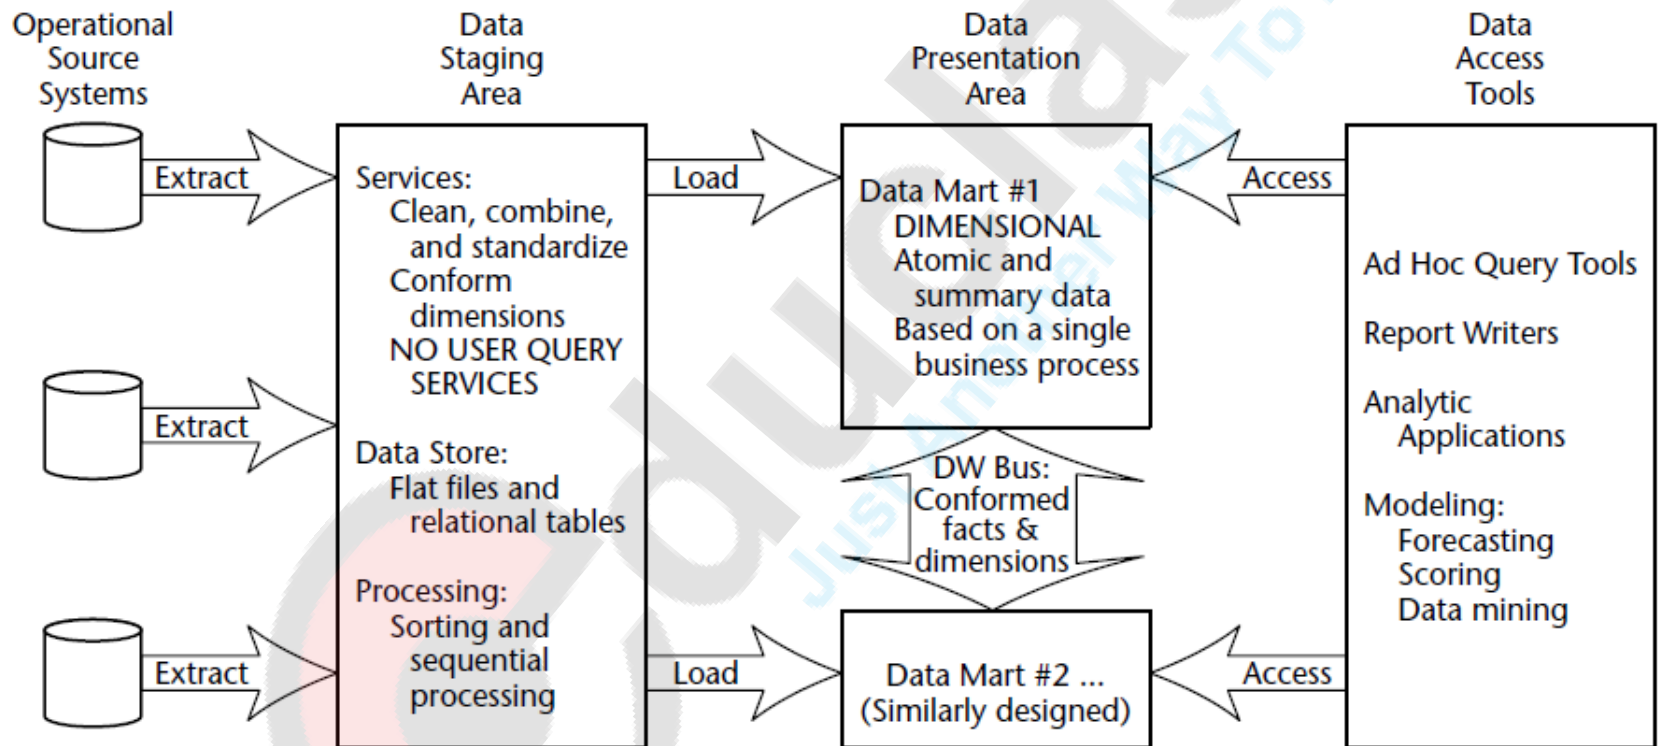 Operational
Source
Systems
Data
Staging
Area
Data
Presentation
Area
Data
Access
Tools
Extract
Extract
Extract
Services:
Clean, combine,
and standardize
Conform
dimensions
NO USER QUERY
SERVICES
Data Store:
Flat files and
relational tables
Processing:
Sorting and
sequential
processing
Load
Load
Data Mart #1
DIMENSIONAL
Atomic and
summary data
Based on a single
business process
DW Bus:
Conformed
facts &
dimensions
Data Mart #2 ...
(Similarly designed)
Access
Access
Ad Hoc Query Tools
Report Writers
Analytic
Applications
Modeling:
Forecasting
Scoring
Data mining
Just Another Way To